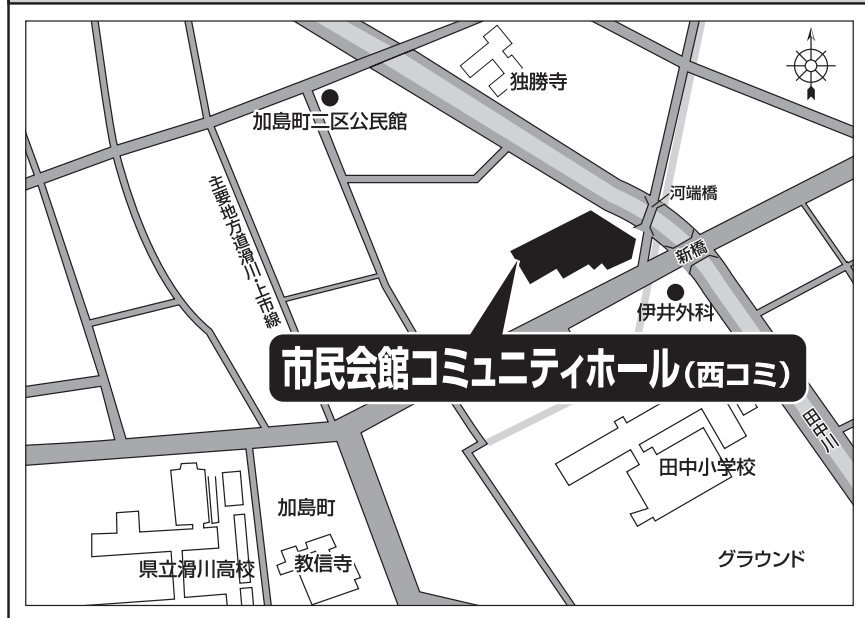 独勝寺
加島町二区公民館
河端橋
主要地方道滑川・上市線
新橋
伊井外科
市民会館コミュニティホール(西コミ)
田中川
田中小学校
加島町
県立滑川高校
教信寺
グラウンド